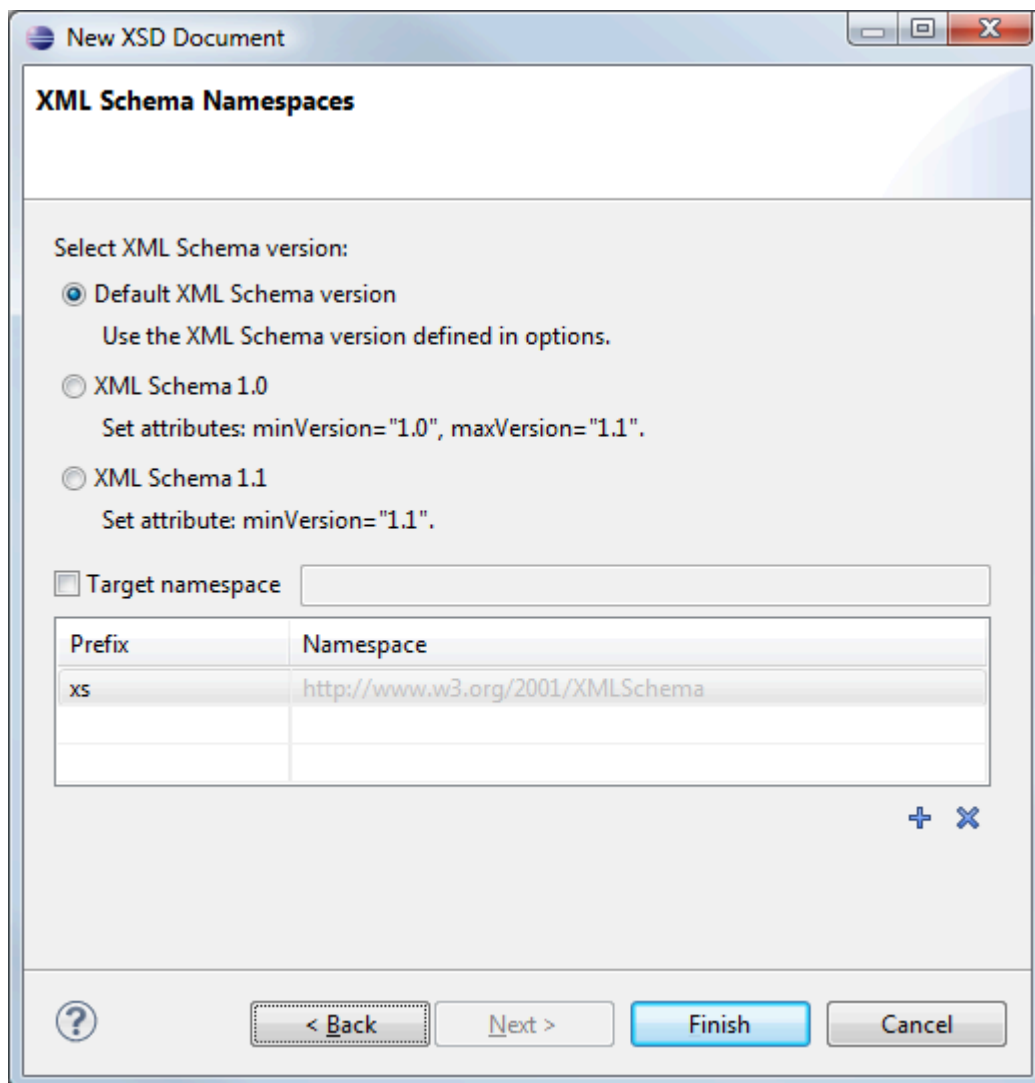 New XSD Document
XML Schema Namespaces
Select XML Schema version:
Default XML Schema version
Use the XML Schema version defined in options.
XML Schema 1.0
Set attributes: minVersion="1.0", maxVersion="1.1".
XML Schema 1.1
Set attribute: minVersion="1.1".
Target namespace
Prefix Namespace
xs http://www.w3.org/2001/XMLSchema
? < Back Next > Finish Cancel